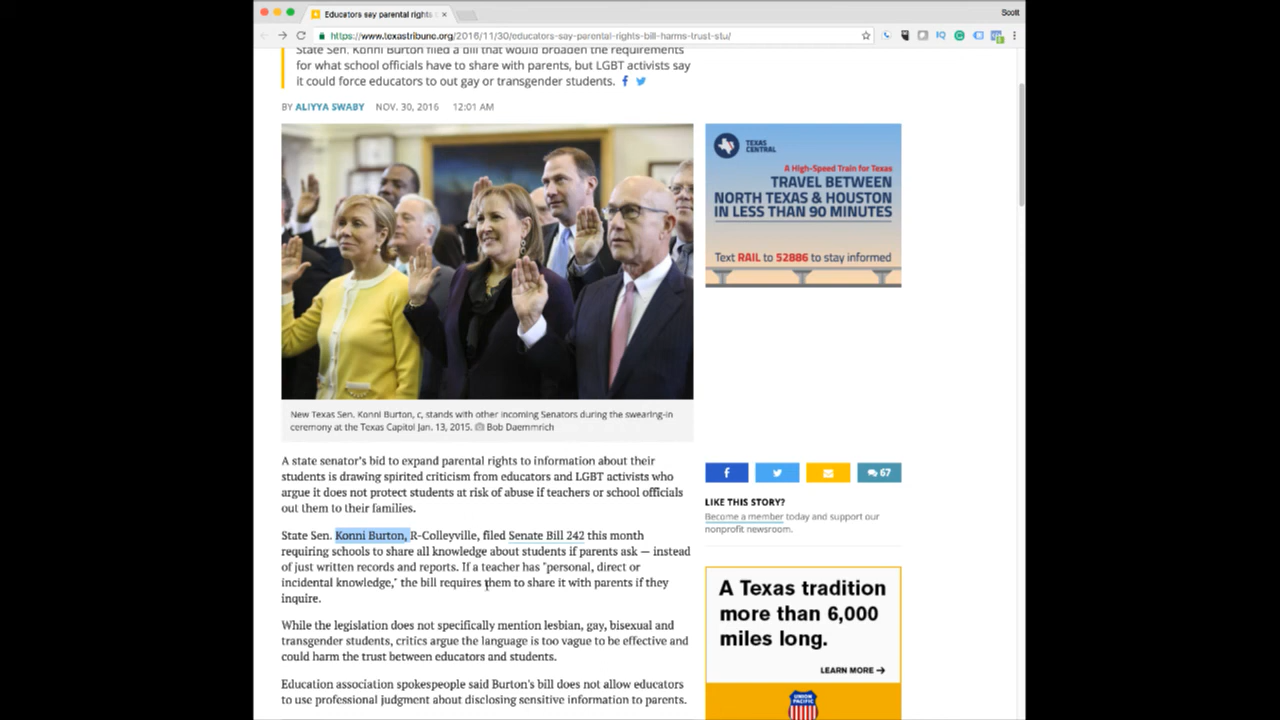 Educators say parental rights
Scott
https://www.texastribune.org/2016/11/30/educators-say-parental-rights-bill-harms-trust-stu/
State Sen. Konni Burton filed a bill that would broaden the requirements
for what school officials have to share with parents, but LGBT activists say
it could force educators to out gay or transgender students.
BY ALIYYA SWABY NOV. 30, 2016 12:01 AM
TEXAS
CENTRAL
A High-Speed Train for Texas
TRAVEL BETWEEN
NORTH TEXAS & HOUSTON
IN LESS THAN 90 MINUTES
Text RAIL to 52886 to stay informed
New Texas Sen. Konni Burton, c, stands with other incoming Senators during the swearing-in
ceremony at the Texas Capitol Jan. 13, 2015. Bob Daemmrich
A state senator's bid to expand parental rights to information about their
students is drawing spirited criticism from educators and LGBT activists who
argue it does not protect students at risk of abuse if teachers or school officials
out them to their families.
State Sen. Konni Burton, R-Colleyville, filed Senate Bill 242 this month
requiring schools to share all knowledge about students if parents ask — instead
of just written records and reports. If a teacher has "personal, direct or
incidental knowledge," the bill requires them to share it with parents if they
inquire.
While the legislation does not specifically mention lesbian, gay, bisexual and
transgender students, critics argue the language is too vague to be effective and
could harm the trust between educators and students.
Education association spokespeople said Burton's bill does not allow educators
to use professional judgment about disclosing sensitive information to parents.
67
LIKE THIS STORY?
Become a member today and support our
nonprofit newsroom.
A Texas tradition
more than 6,000
miles long.
LEARN MORE →
UNION
PACIFIC